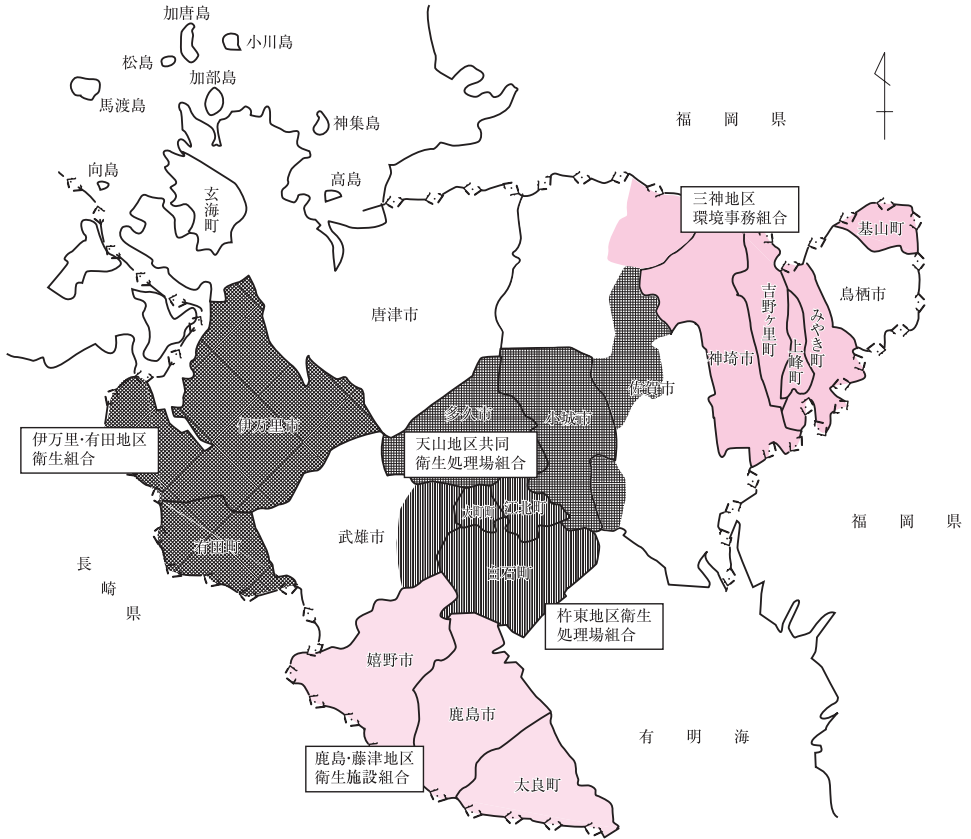 加唐島
小川島
松島
加部島
馬渡島
神集島
福岡県
向島
高島
玄海町
三神地区
環境事務組合
基山町
鳥栖市
唐津市
吉野ヶ里町
みやき町
上峰町
神埼市
佐賀市
多久市
小城市
伊万里市
伊万里・有田地区
衛生組合
天山地区共同
衛生処理場組合
大町町
江北町
武雄市
福岡県
有田町
白石町
長崎県
杵東地区衛生
処理場組合
嬉野市
鹿島市
有明海
鹿島・藤津地区
衛生施設組合
太良町